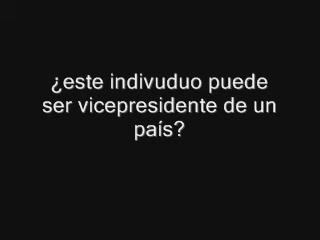 ¿este indivuduo puede
ser vicepresidente de un
país?